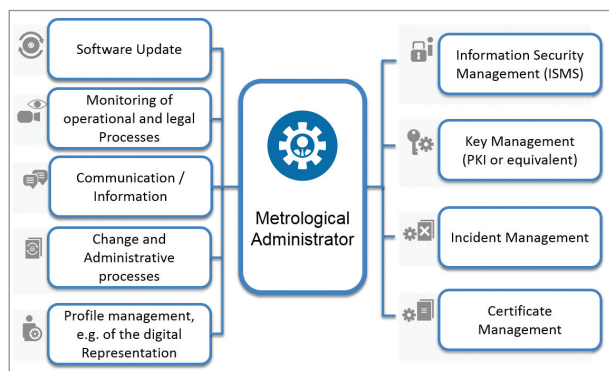 Software Update
Monitoring of
operational and legal
Processes
Communication /
Information
Change and
Administrative
processes
Profile management,
e.g. of the digital
Representation
Metrological
Administrator
Information Security
Management (ISMS)
Key Management
(PKI or equivalent)
Incident Management
Certificate
Management